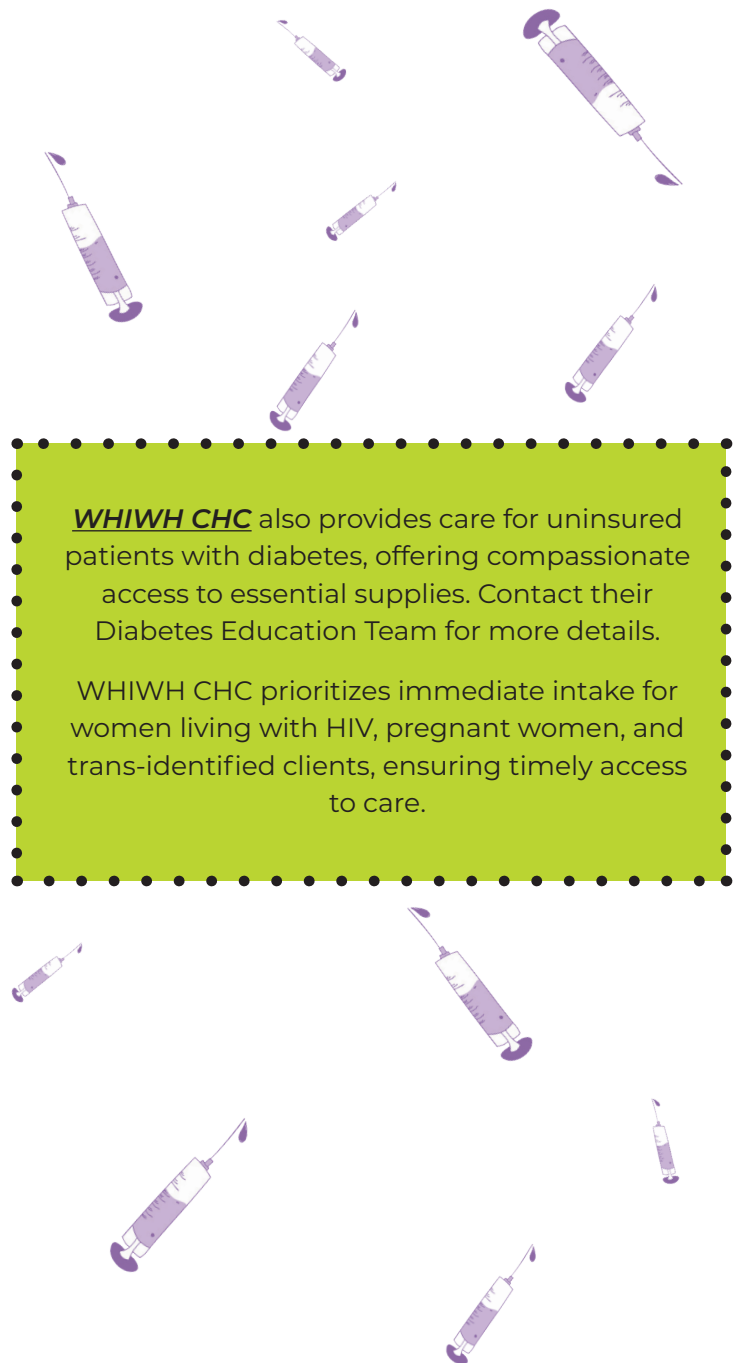 WHIWH CHC also provides care for uninsured
patients with diabetes, offering compassionate
access to essential supplies. Contact their
Diabetes Education Team for more details.
WHIWH CHC prioritizes immediate intake for
women living with HIV, pregnant women, and
trans-identified clients, ensuring timely access
to care.